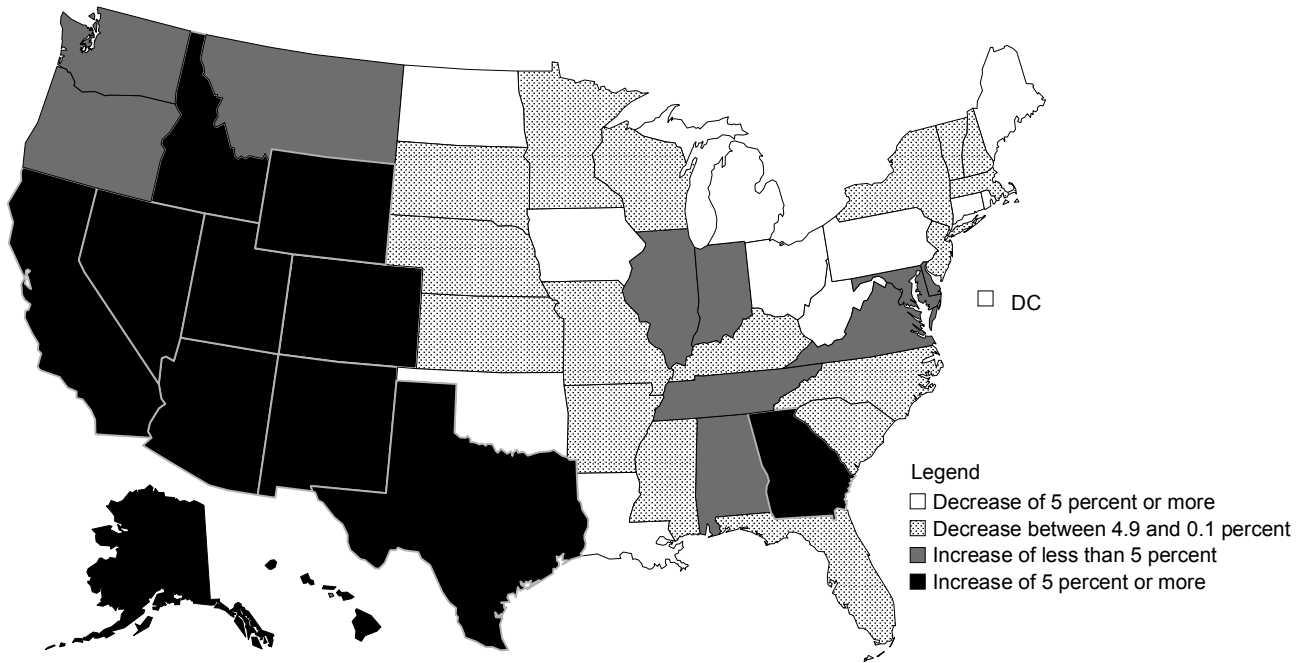 DC
Legend
Decrease of 5 percent or more
Decrease between 4.9 and 0.1 percent
Increase of less than 5 percent
Increase of 5 percent or more